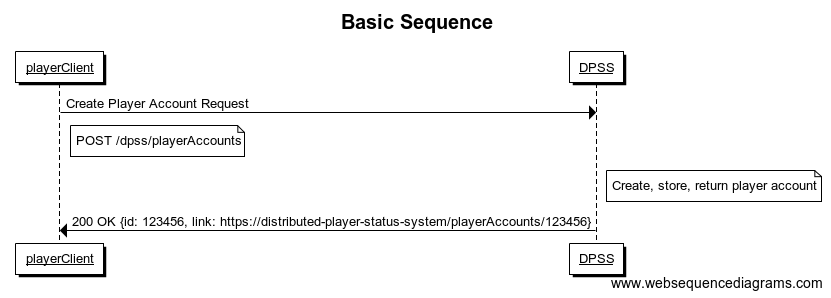 Basic Sequence
playerClient
DPSS
Create Player Account Request
POST /dpss/playerAccounts
Create, store, return player account
200 OK {id: 123456, link: https://distributed-player-status-system/playerAccounts/123456}
playerClient
DPSS
www.websequencediagrams.com